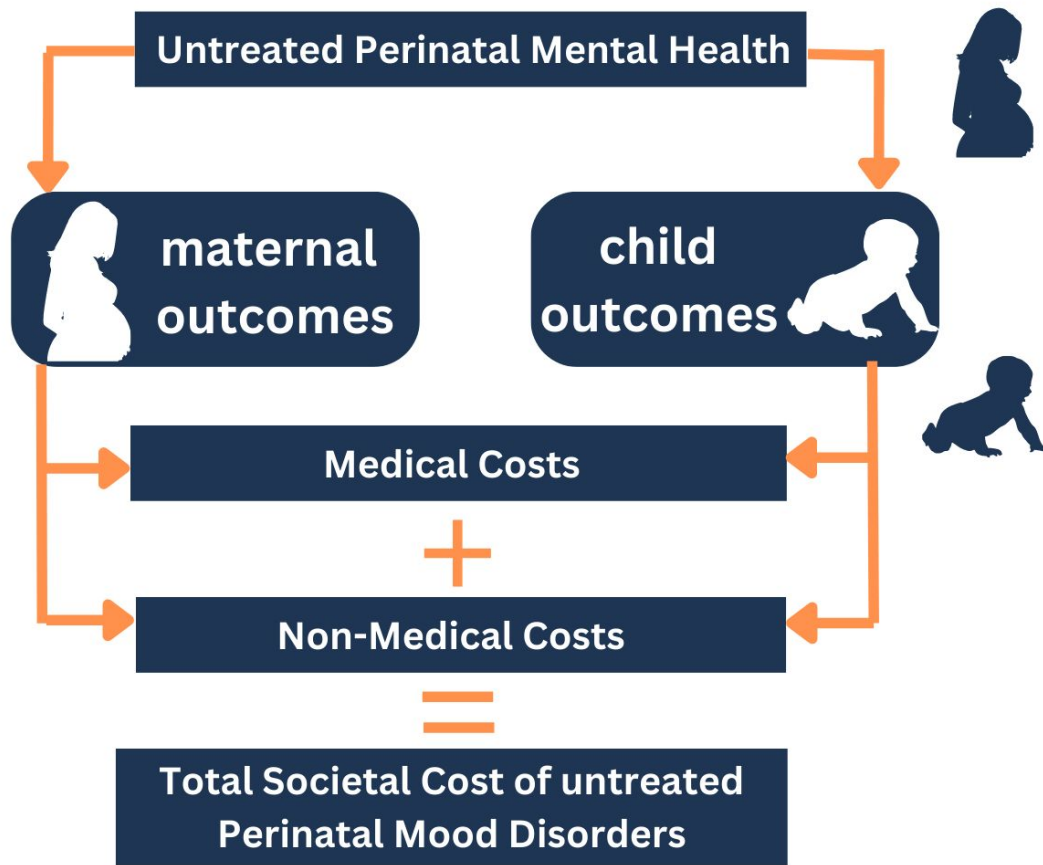 Untreated Perinatal Mental Health
maternal
outcomes
child
outcomes
Medical Costs
+
Non-Medical Costs
=
Total Societal Cost of untreated
Perinatal Mood Disorders